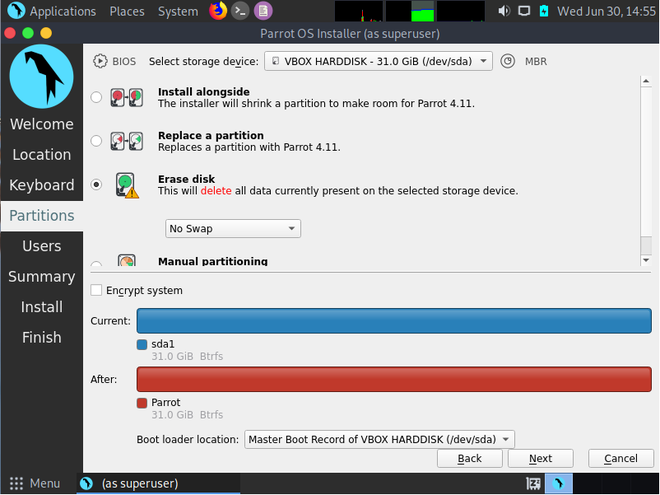 Applications Places System Wed Jun 30, 14:55
Parrot OS Installer (as superuser)
BIOS Select storage device: VBOX HARDDISK - 31.0 GiB (/dev/sda) MBR
Welcome
Location
Keyboard
Partitions
Users
Summary
Install
Finish
Install alongside
The installer will shrink a partition to make room for Parrot 4.11.
Replace a partition
Replaces a partition with Parrot 4.11.
Erase disk
This will delete all data currently present on the selected storage device.
No Swap
Manual partitioning
Encrypt system
Current:
sda1
31.0 GiB Btrfs
After:
Parrot
31.0 GiB Btrfs
Boot loader location: Master Boot Record of VBOX HARDDISK (/dev/sda)
Back Next Cancel
Menu (as superuser)